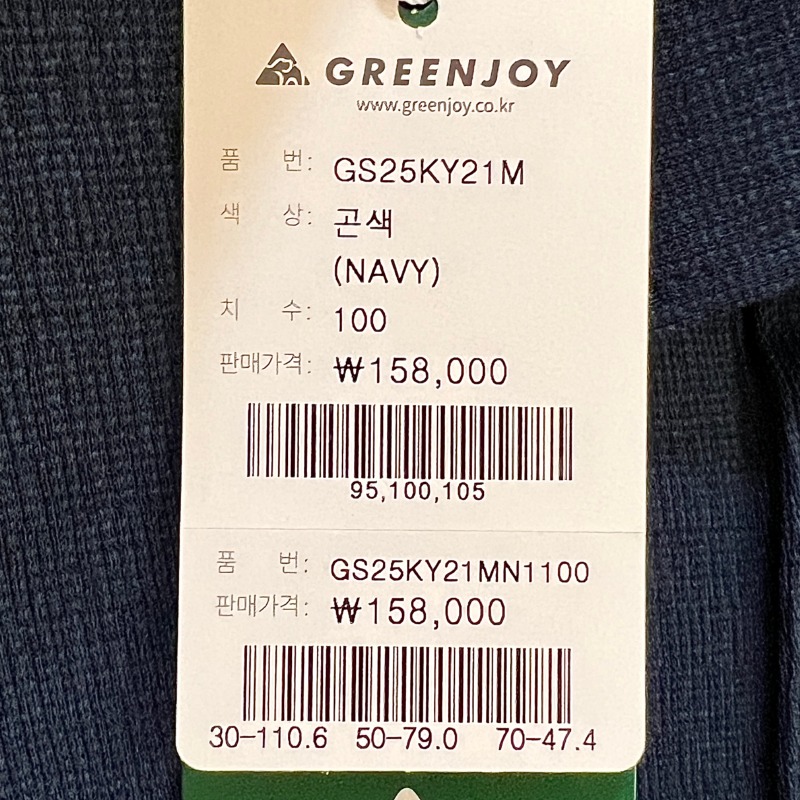 GREENJOY
www.greenjoy.co.kr
품 번: GS25KY21M
색 상: 곤색
(NAVY)
치 수: 100
판매가격: ₩158,000
95,100,105
품 번: GS25KY21MN1100
판매가격: ₩158,000
30-110.6 50-79.0 70-47.4